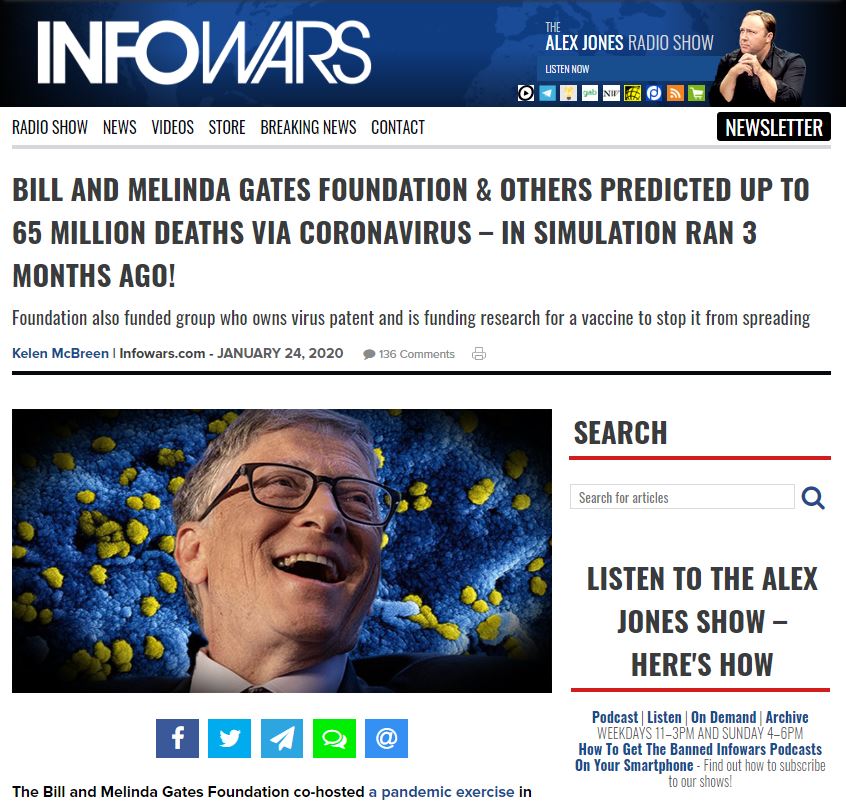 INFOWARS
THE
ALEX JONES RADIO SHOW
LISTEN NOW
gab
RADIO SHOW NEWS VIDEOS STORE BREAKING NEWS CONTACT
NEWSLETTER
BILL AND MELINDA GATES FOUNDATION & OTHERS PREDICTED UP TO
65 MILLION DEATHS VIA CORONAVIRUS – IN SIMULATION RAN 3
MONTHS AGO!
Foundation also funded group who owns virus patent and is funding research for a vaccine to stop it from spreading
Kelen McBreen | Infowars.com - JANUARY 24, 2020 136 Comments
SEARCH
Search for articles
LISTEN TO THE ALEX
JONES SHOW –
HERE'S HOW
Podcast | Listen | On Demand | Archive
WEEKDAYS 11–3PM AND SUNDAY 4–6PM
How To Get The Banned Infowars Podcasts
On Your Smartphone - Find out how to subscribe
to our shows!
The Bill and Melinda Gates Foundation co-hosted a pandemic exercise in